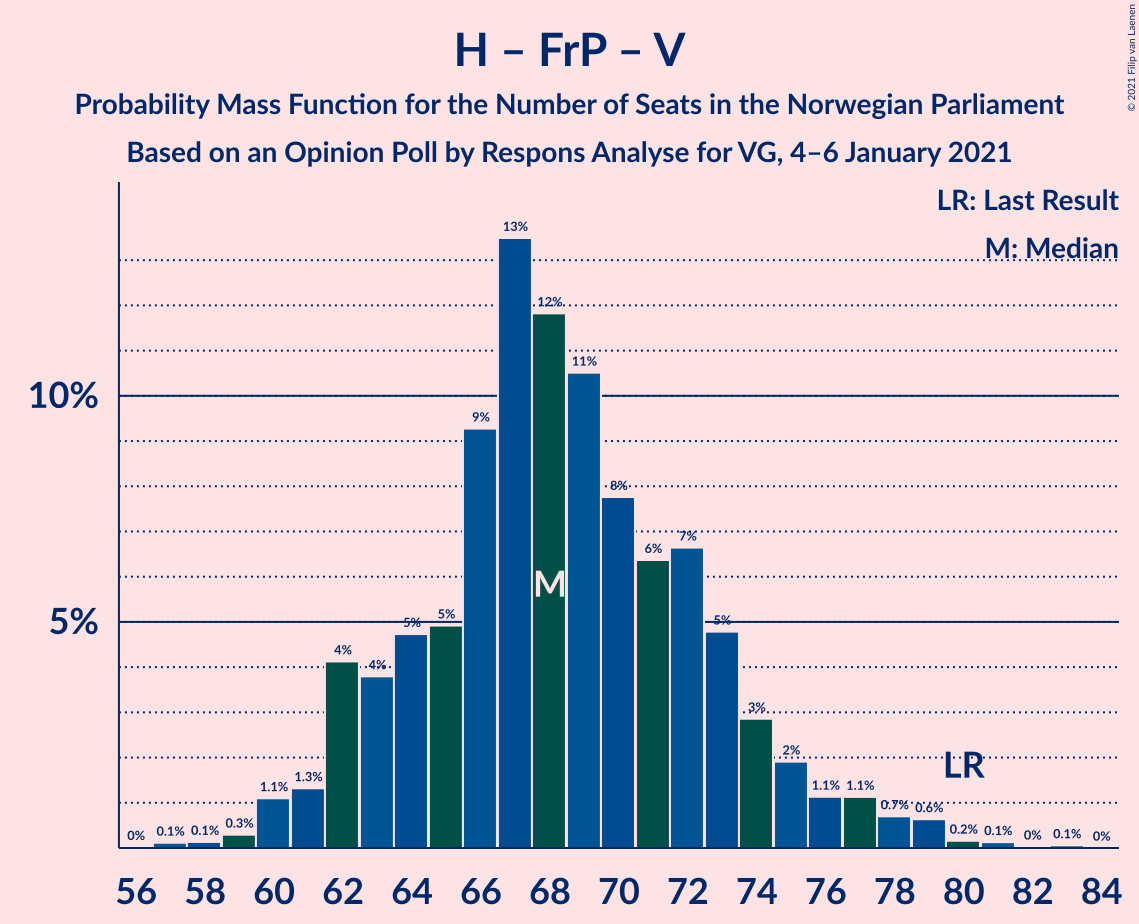 © 2021 Filip van Laenen
H – FrP – V
Probability Mass Function for the Number of Seats in the Norwegian Parliament
Based on an Opinion Poll by Respons Analyse for VG, 4–6 January 2021
LR: Last Result
M: Median
10%
5%
0% 0.1% 0.1% 0.3% 1.1% 1.3% 4% 4% 5% 5% 9% 13% 12% 11% 8% 6% 7% 5% 3% 2% 1.1% 1.1% 0.7% 0.6% 0.2% 0.1% 0% 0.1% 0%
M
LR
56 58 60 62 64 66 68 70 72 74 76 78 80 82 84